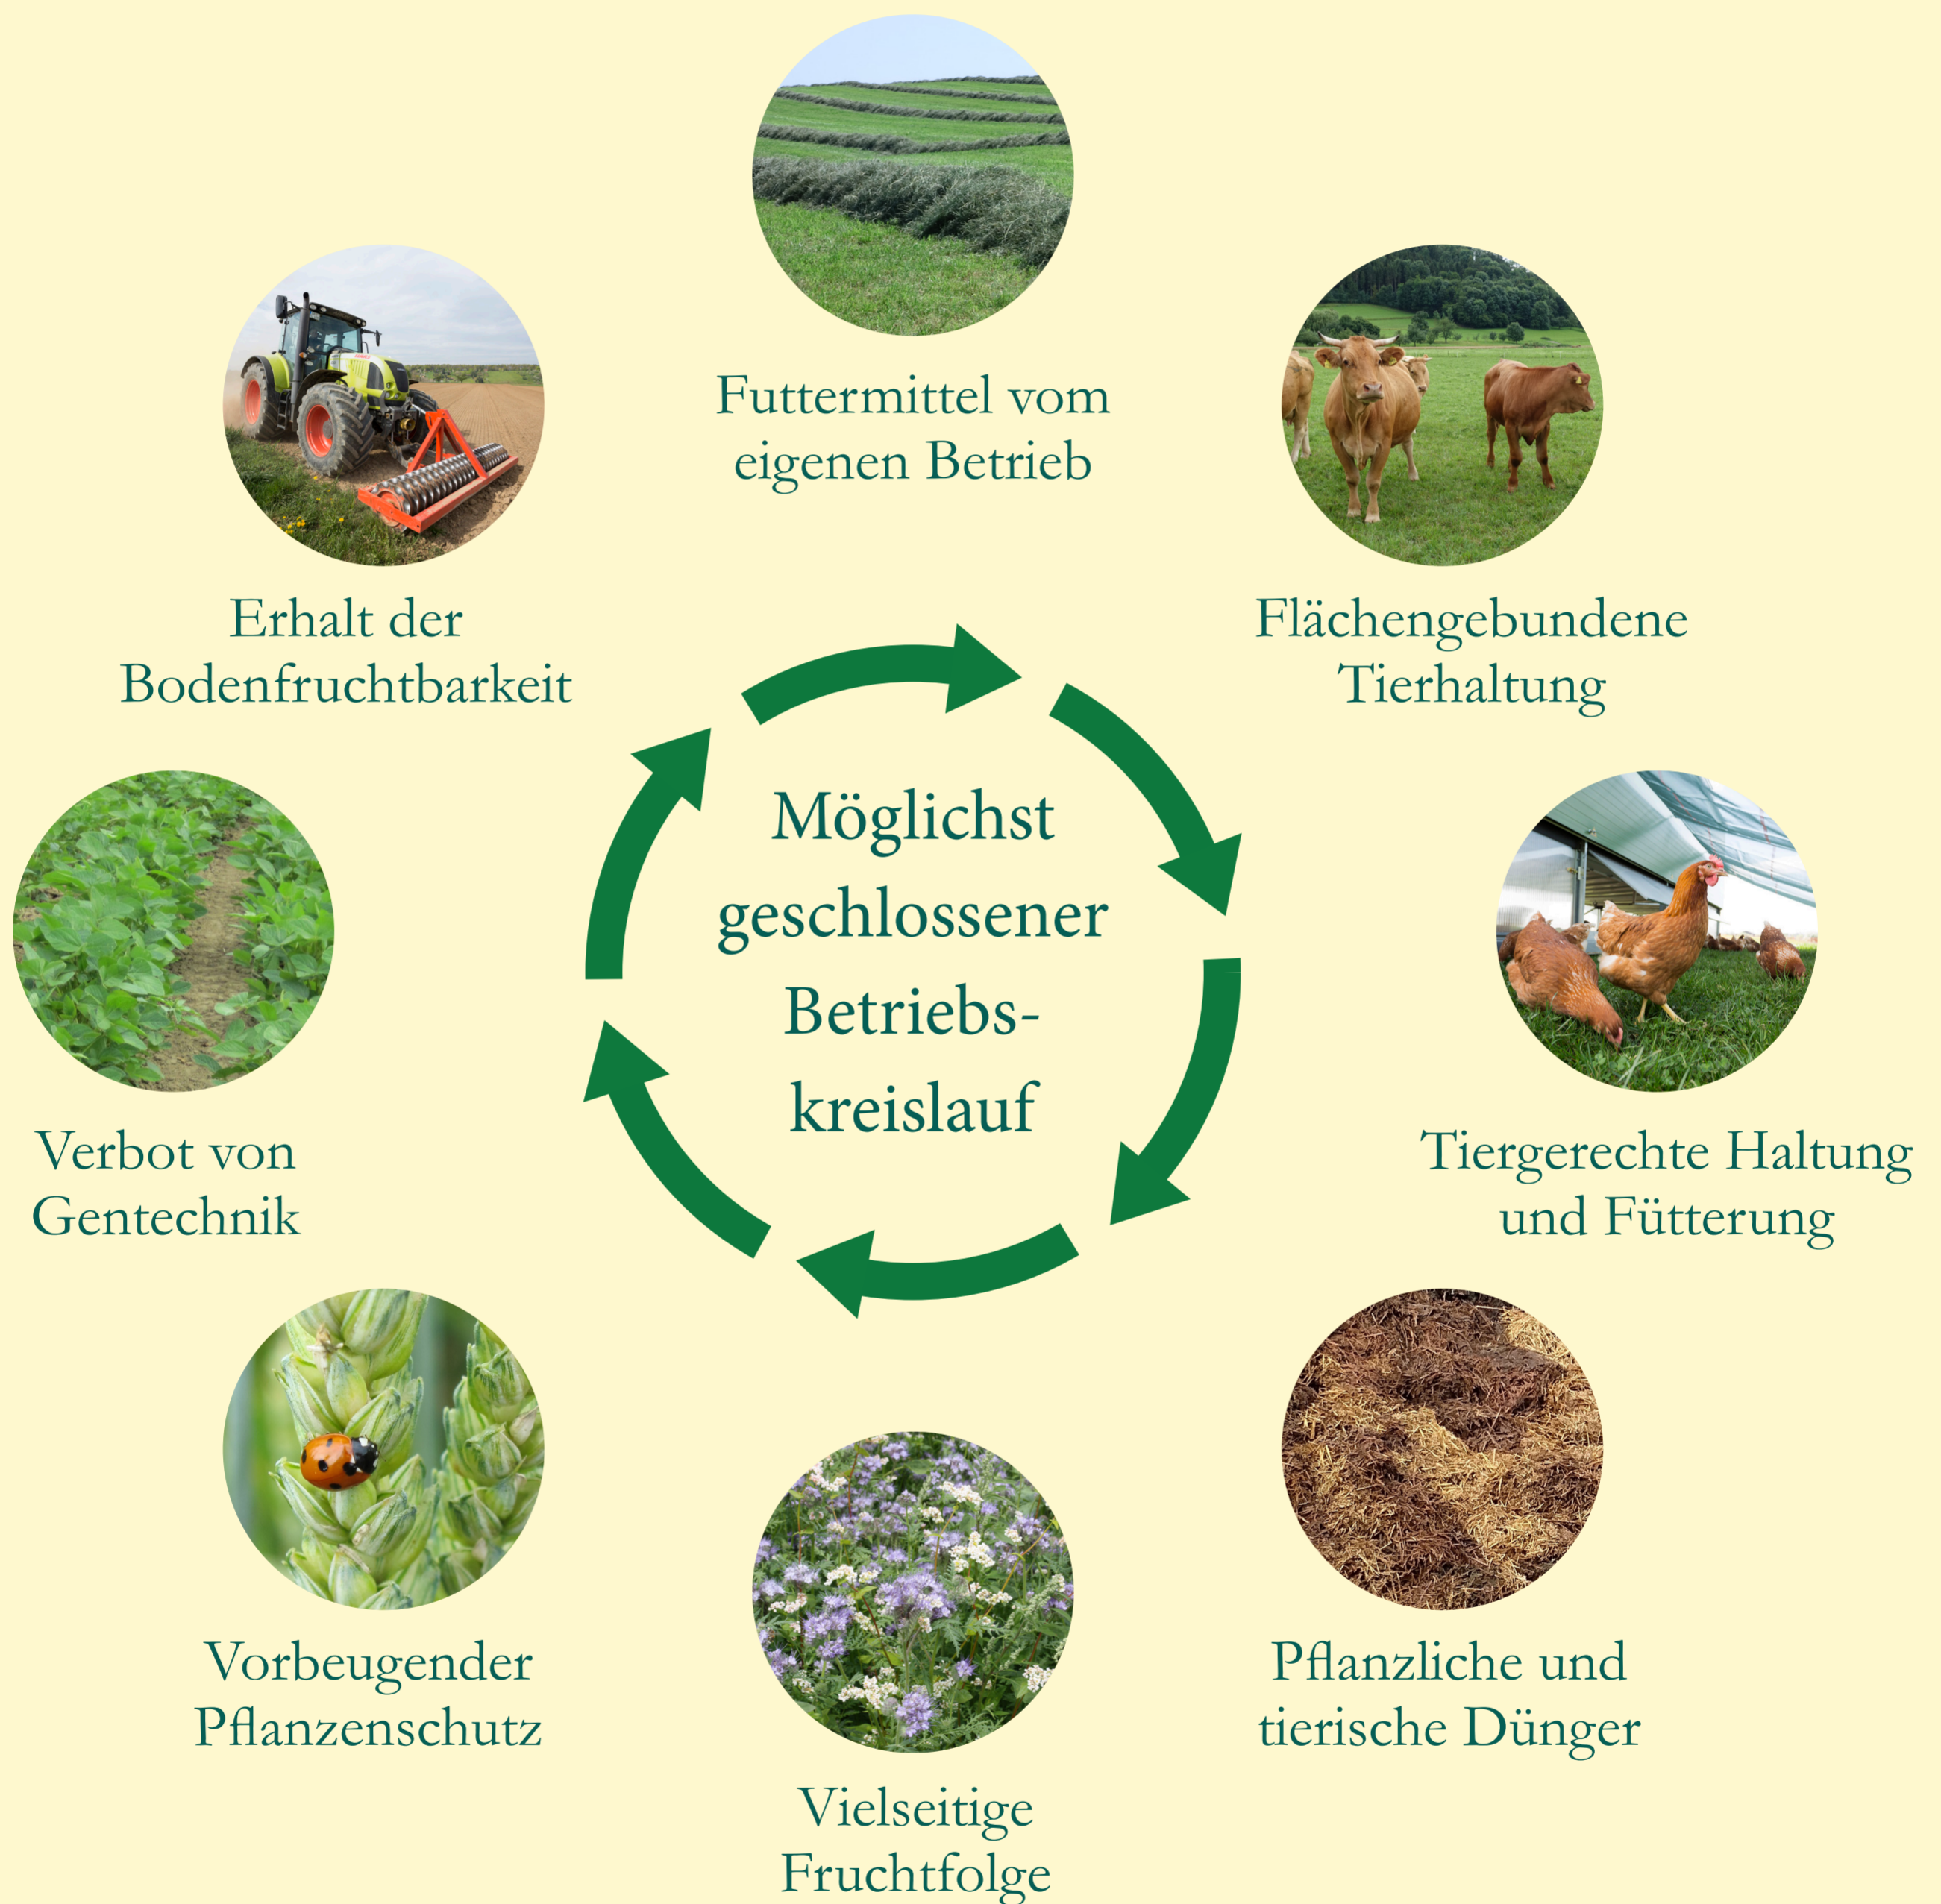 Futtermittel vom
eigenen Betrieb
Flächengebundene
Tierhaltung
Tiergerechte Haltung
und Fütterung
Pflanzliche und
tierische Dünger
Vielseitige
Fruchtfolge
Vorbeugender
Pflanzenschutz
Verbot von
Gentechnik
Erhalt der
Bodenfruchtbarkeit
Möglichst
geschlossener
Betriebs-
kreislauf